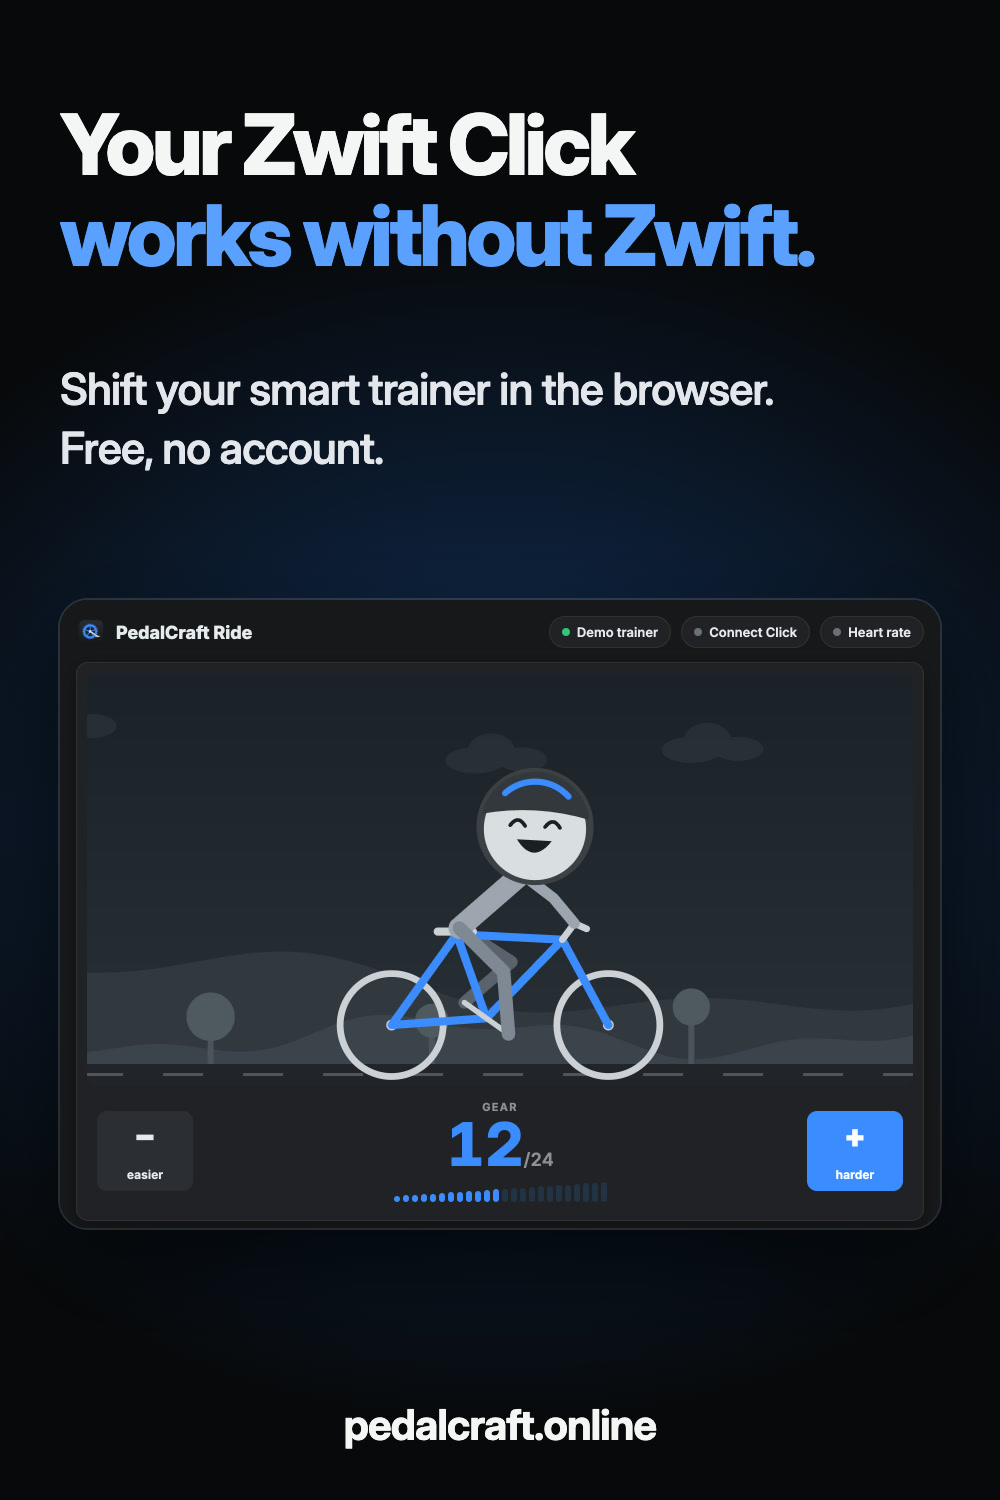 Your Zwift Click
works without Zwift.
Shift your smart trainer in the browser.
Free, no account.
PedalCraft Ride
Demo trainer
Connect Click
Heart rate
GEAR
− 
easier
12/24
+
harder
pedalcraft.online